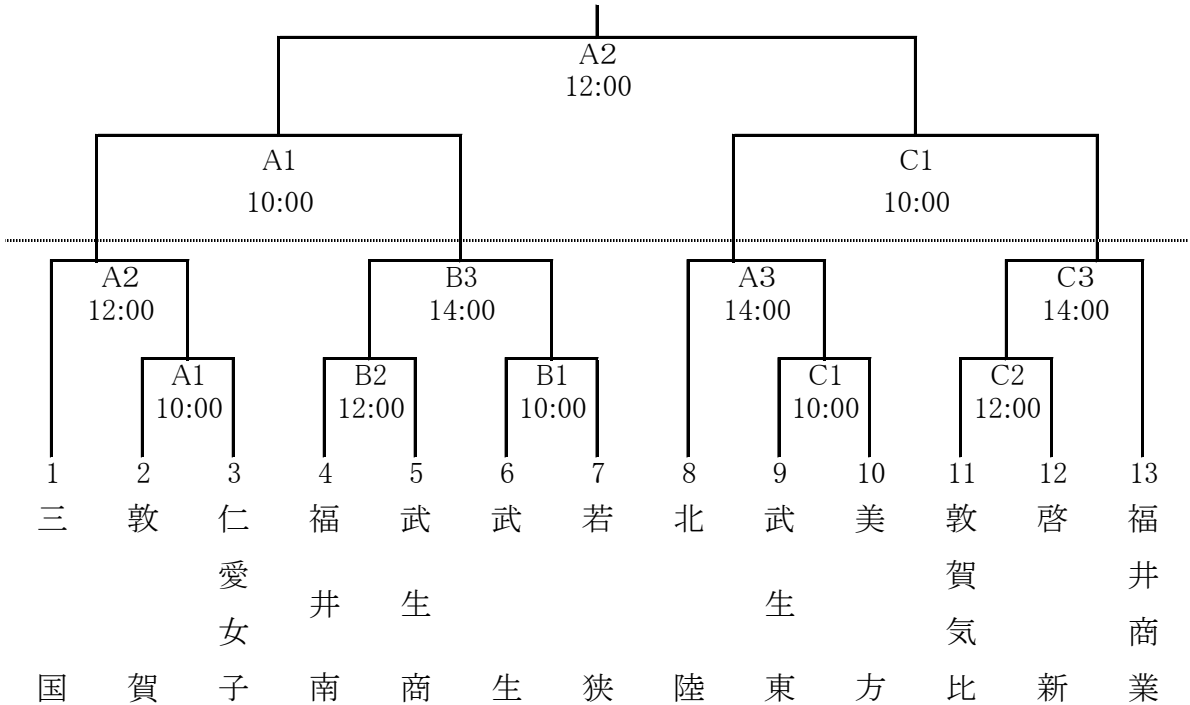 A2
12:00
A1
10:00
C1
10:00
A2
12:00
B3
14:00
A3
14:00
C3
14:00
A1
10:00
B2
12:00
B1
10:00
C1
10:00
C2
12:00
1 2 3 4 5 6 7 8 9 10 11 12 13
三国
敦賀
仁愛女子
福井南
武生商
武生
若狭
北陸
武生東
美方
敦賀気比
啓新
福井商業